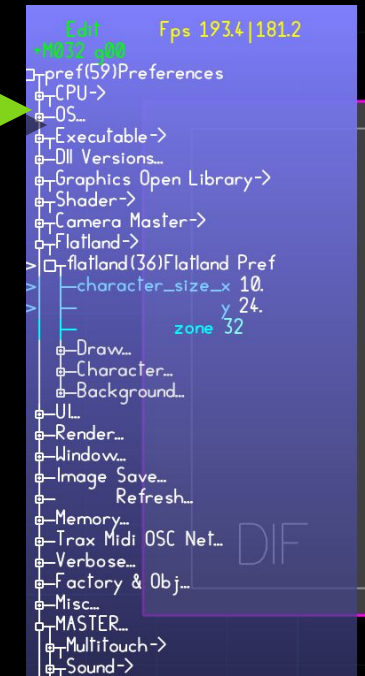 Edit
Fps 193.4|181.2
+M032 g00
pref(59)Preferences
CPU->
OS...
Executable->
Dll Versions...
Graphics Open Library->
Shader->
Camera Master->
Flatland->
flatland(36)Flatland Pref
character_size_x 10.
y 24.
zone 32
Draw...
Character...
Background...
UI...
Render...
Window...
Image Save...
Refresh...
Memory...
Trax Midi OSC Net...
Verbose...
Factory & Obj...
Misc...
MASTER...
Multitouch->
Sound->
DIF